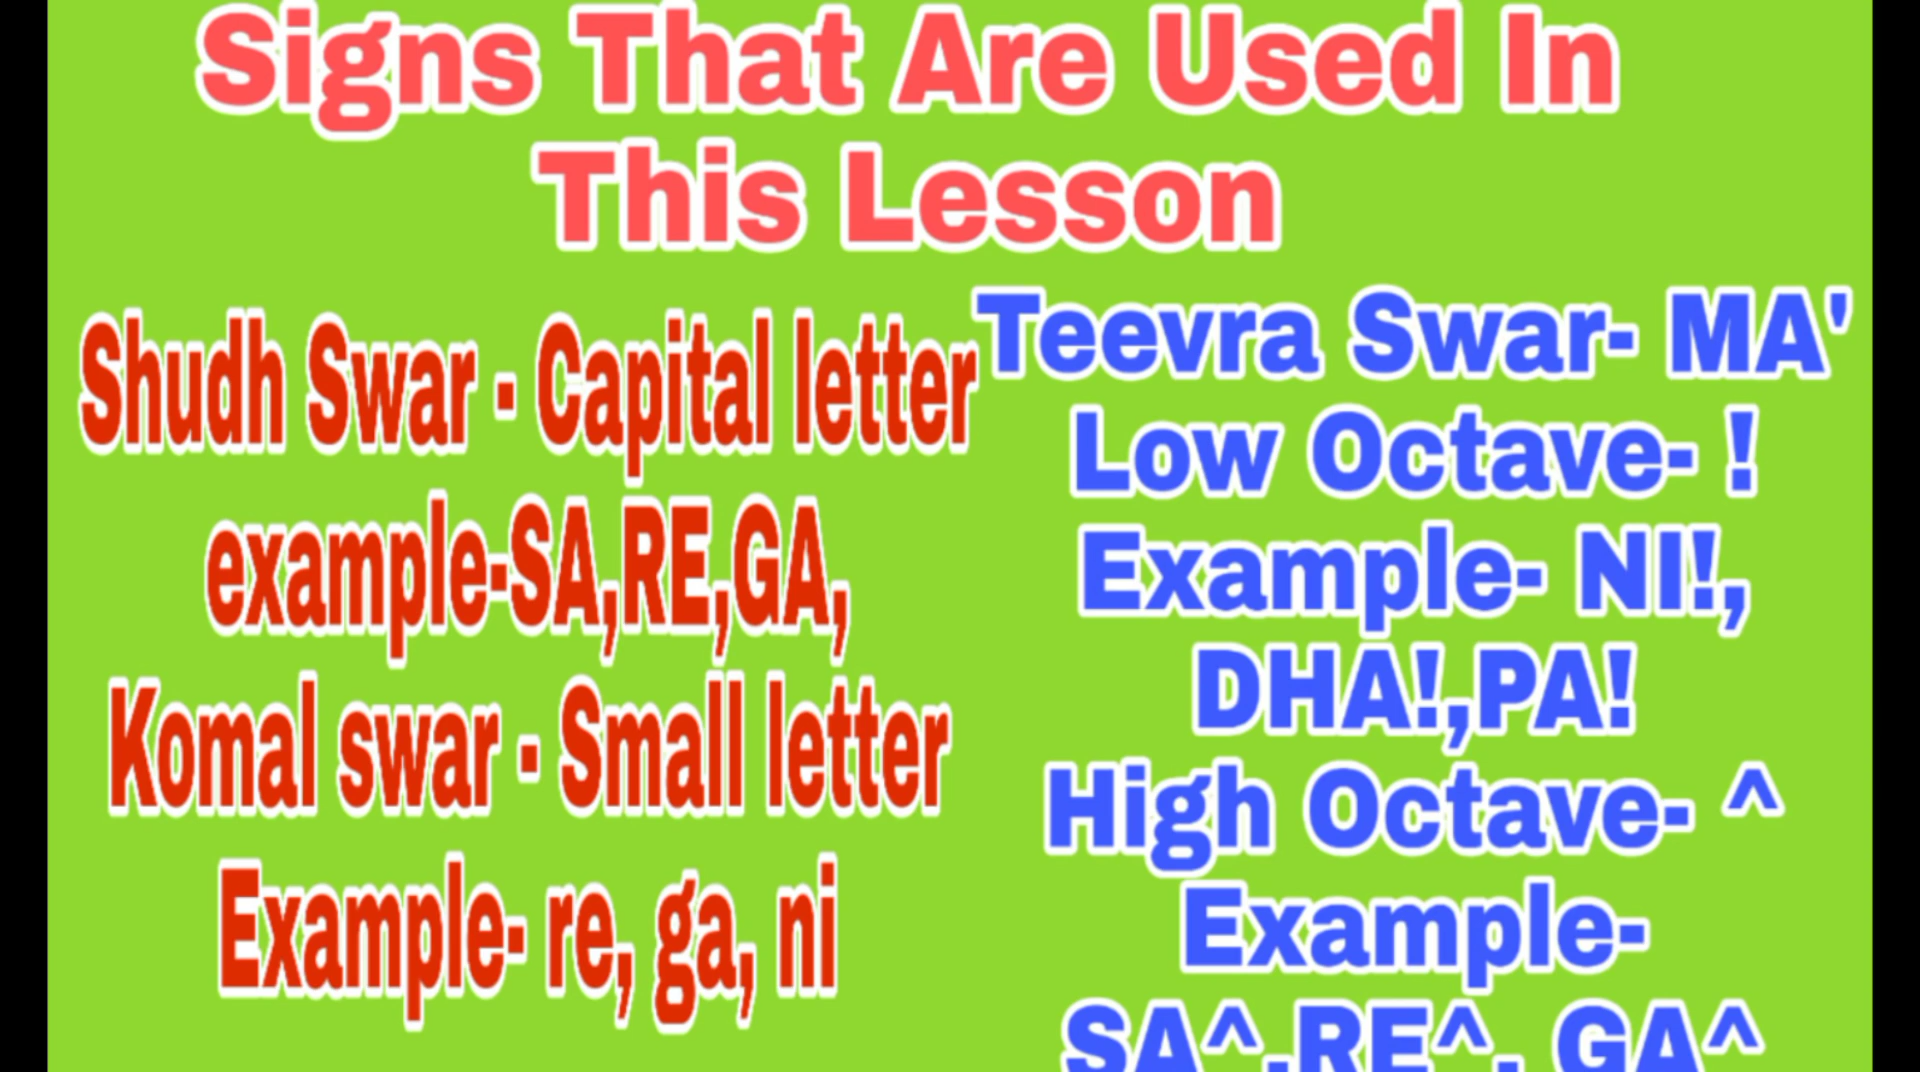 Signs That Are Used In
This Lesson
Shudh Swar - Capital letter
example-SA,RE,GA,
Komal swar - Small letter
Example- re, ga, ni
Teevra Swar- MA'
Low Octave- !
Example- NI!,
DHA!,PA!
High Octave- ^
Example-
SA^,RE^, GA^